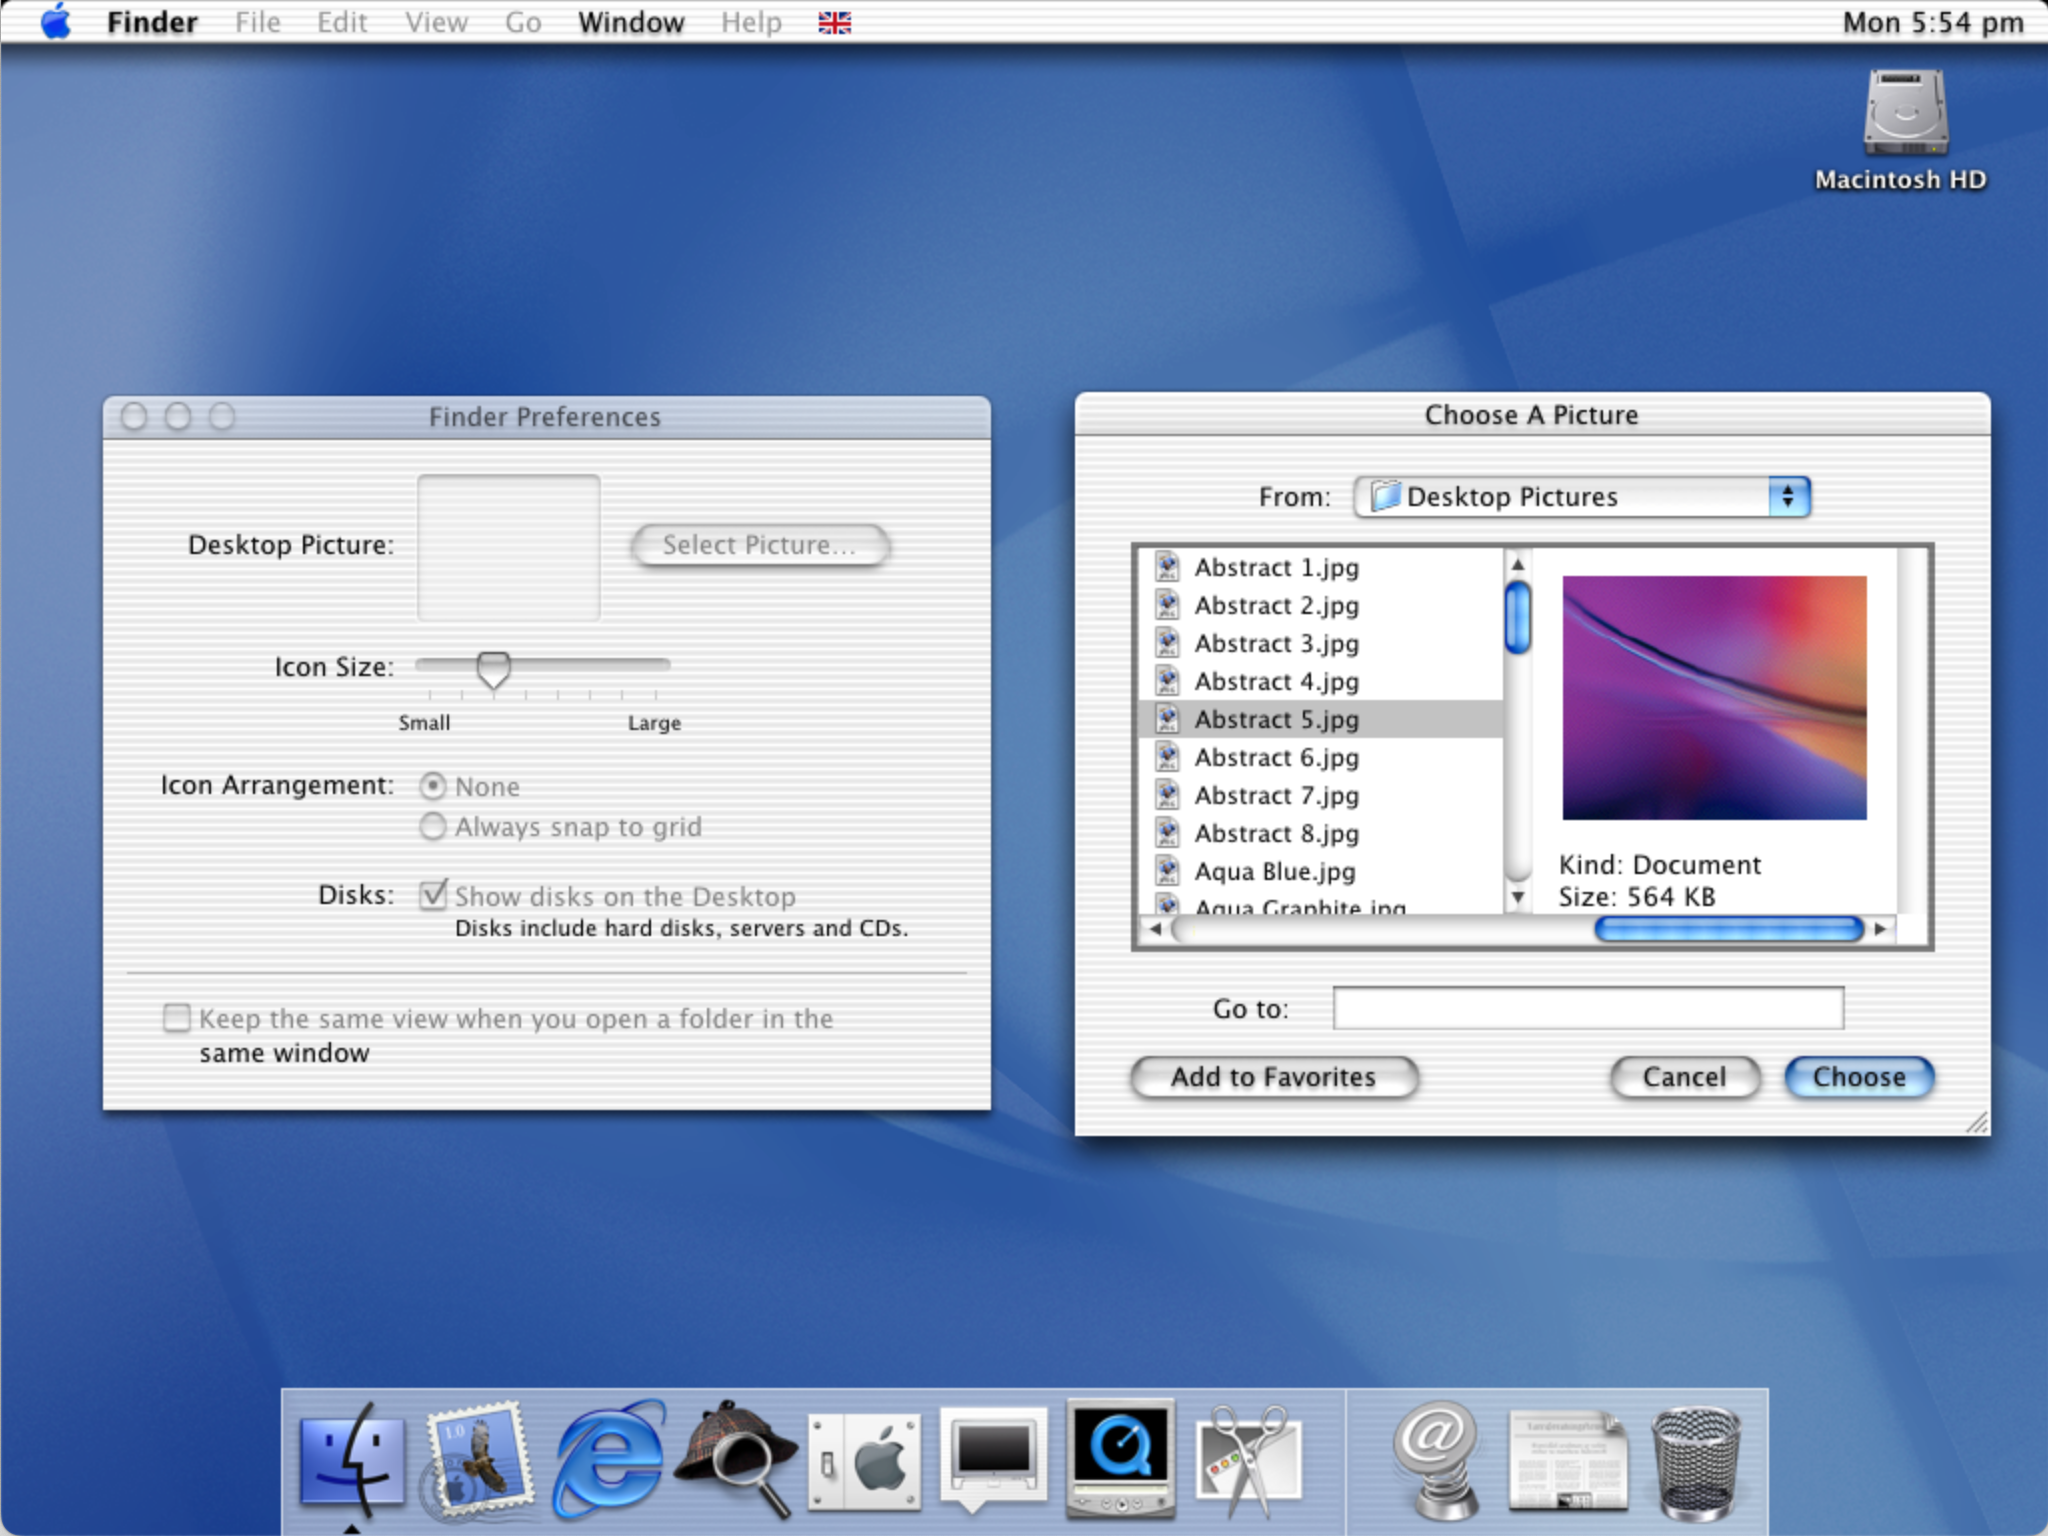 Finder File Edit View Go Window Help Mon 5:54 pm
Macintosh HD
Finder Preferences
Desktop Picture:
Select Picture...
Icon Size:
Small Large
Icon Arrangement:
None
Always snap to grid
Disks:
Show disks on the Desktop
Disks include hard disks, servers and CDs.
Keep the same view when you open a folder in the
same window
Choose A Picture
From: Desktop Pictures
Abstract 1.jpg
Abstract 2.jpg
Abstract 3.jpg
Abstract 4.jpg
Abstract 5.jpg
Abstract 6.jpg
Abstract 7.jpg
Abstract 8.jpg
Aqua Blue.jpg
Aqua Graphite.jpg
Kind: Document
Size: 564 KB
Go to:
Add to Favorites Cancel Choose
1.0
@